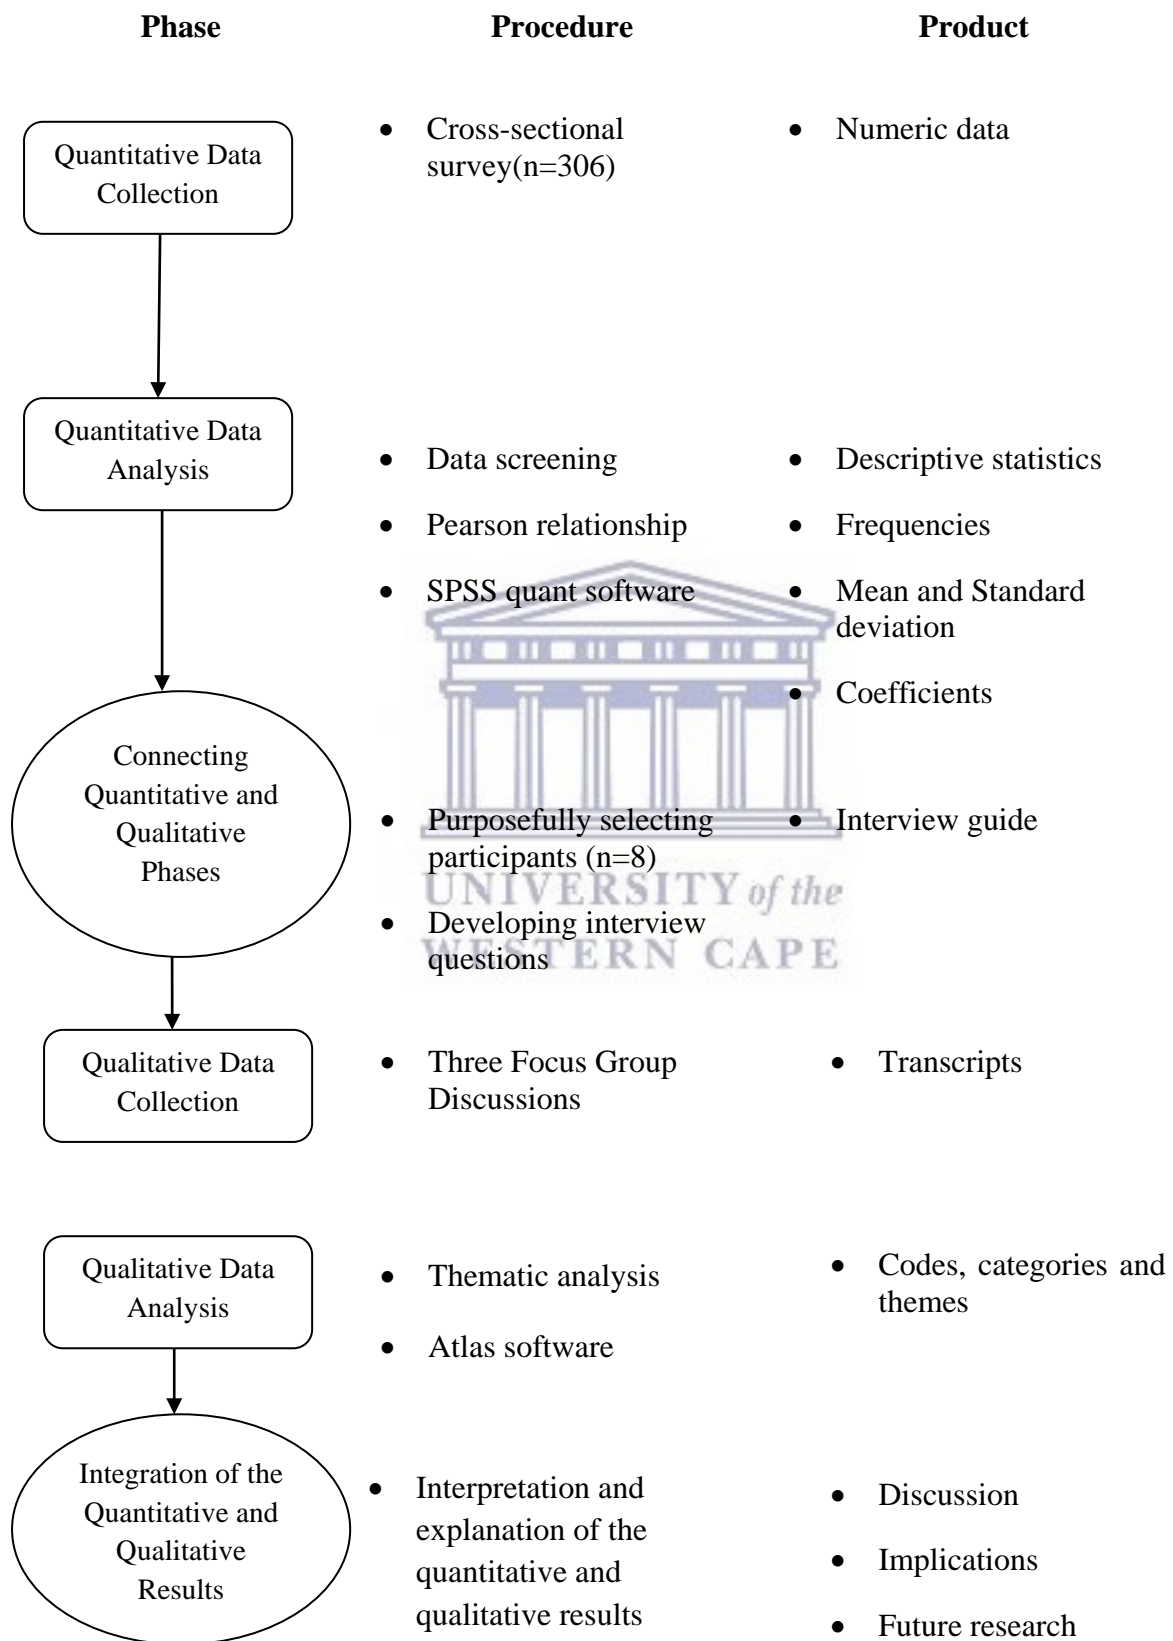 Phase Procedure Product
Quantitative Data
Collection
• Cross-sectional
survey(n=306)
• Numeric data
Quantitative Data
Analysis
• Data screening
• Pearson relationship
• SPSS quant software
• Descriptive statistics
• Frequencies
• Mean and Standard
deviation
• Coefficients
Connecting
Quantitative and
Qualitative
Phases
• Purposefully selecting
participants (n=8)
• Developing interview
questions
• Interview guide
UNIVERSITY of the
WESTERN CAPE
Qualitative Data
Collection
• Three Focus Group
Discussions
• Transcripts
Qualitative Data
Analysis
• Thematic analysis
• Atlas software
• Codes, categories and
themes
Integration of the
Quantitative and
Qualitative
Results
• Interpretation and
explanation of the
quantitative and
qualitative results
• Discussion
• Implications
• Future research